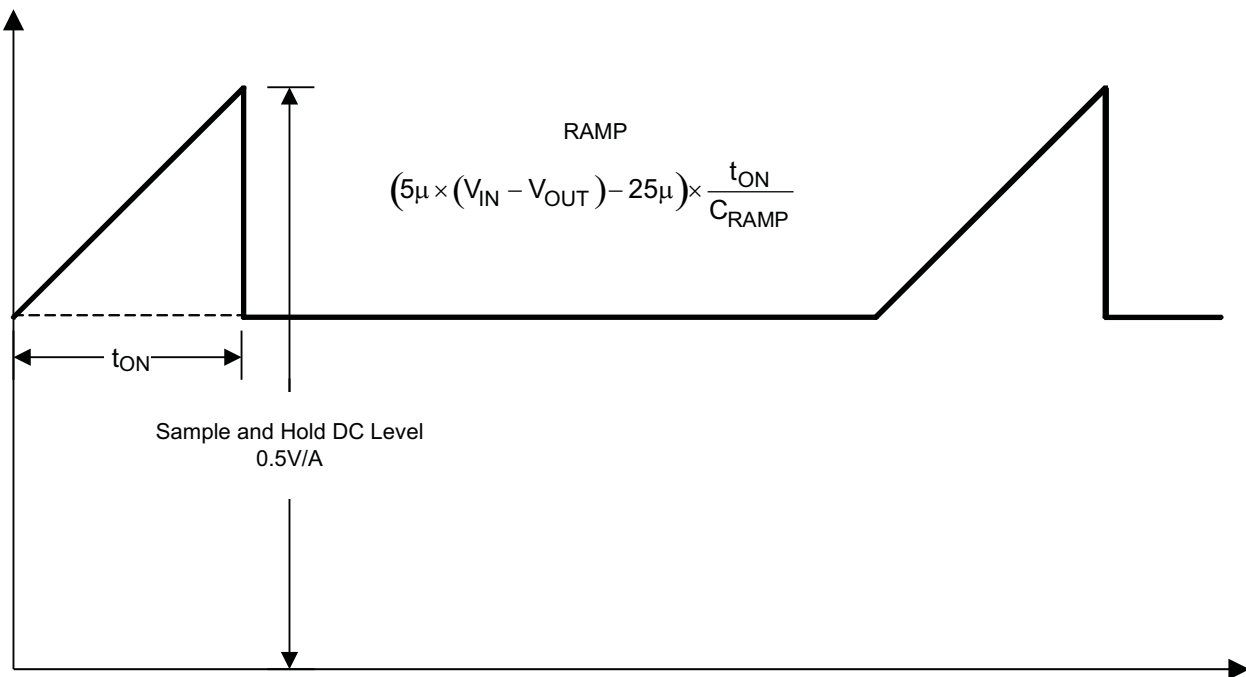 RAMP
(5μ × (V_IN − V_OUT) − 25μ) × t_ON / C_RAMP
t_ON
Sample and Hold DC Level
0.5V/A